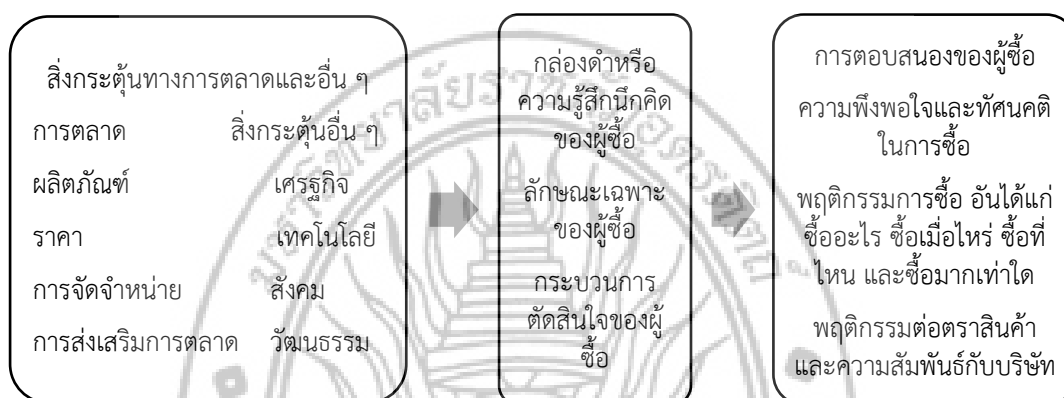 สิ่งกระตุ้นทางการตลาดและอื่น ๆ
การตลาด สิ่งกระตุ้นอื่น ๆ
ผลิตภัณฑ์ เศรฐกิจ
ราคา เทคโนโลยี
การจัดจำหน่าย สังคม
การส่งเสริมการตลาด วัฒนธรรม
กล่องดำหรือ
ความรู้สึกนึกคิด
ของผู้ซื้อ
ลักษณะเฉพาะ
ของผู้ซื้อ
กระบวนการ
ตัดสินใจของผู้
ซื้อ
การตอบสนองของผู้ซื้อ
ความพึงพอใจและทัศนคติ
ในการซื้อ
พฤติกรรมการซื้อ อันได้แก่
ซื้ออะไร ซื้อเมื่อไหร่ ซื้อที่
ไหน และซื้อมากเท่าใด
พฤติกรรมต่อตราสินค้า
และความสัมพันธ์กับบริษัท